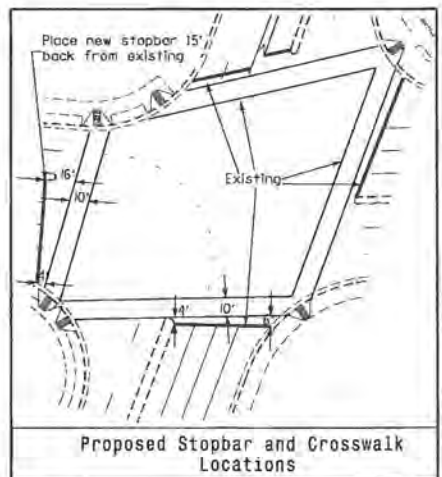 Place new stopbar 15'
back from existing
16'
10'
Existing
4'
10'
Proposed Stopbar and Crosswalk
Locations